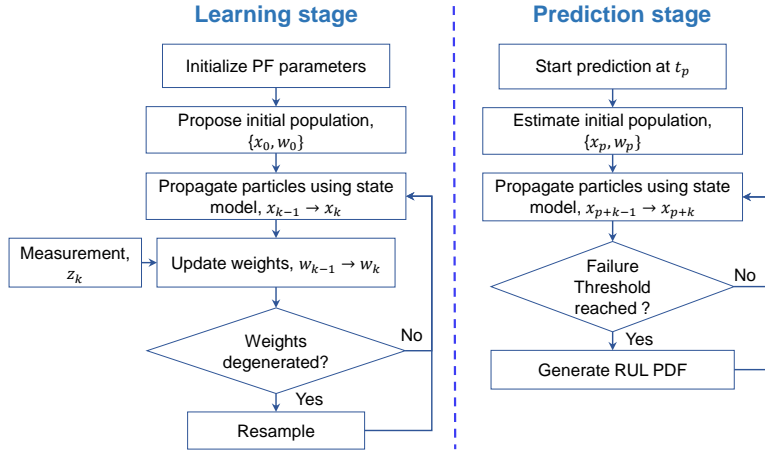 Learning stage
Initialize PF parameters
Propose initial population,
{x₀, w₀}
Propagate particles using state
model, xₖ₋₁ → xₖ
Measurement,
zₖ
Update weights, wₖ₋₁ → wₖ
Weights
degenerated?
No
Yes
Resample
Prediction stage
Start prediction at tₚ
Estimate initial population,
{xₚ, wₚ}
Propagate particles using state
model, xₚ₊ₖ₋₁ → xₚ₊ₖ
Failure
Threshold
reached ?
No
Yes
Generate RUL PDF